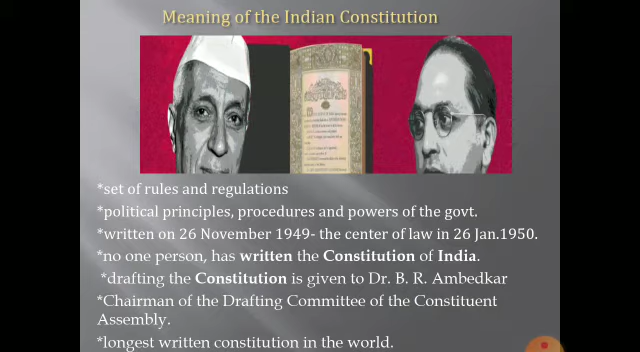 Meaning of the Indian Constitution
*set of rules and regulations
*political principles, procedures and powers of the govt.
*written on 26 November 1949- the center of law in 26 Jan.1950.
*no one person, has written the Constitution of India.
*drafting the Constitution is given to Dr. B. R. Ambedkar
*Chairman of the Drafting Committee of the Constituent
Assembly.
*longest written constitution in the world.